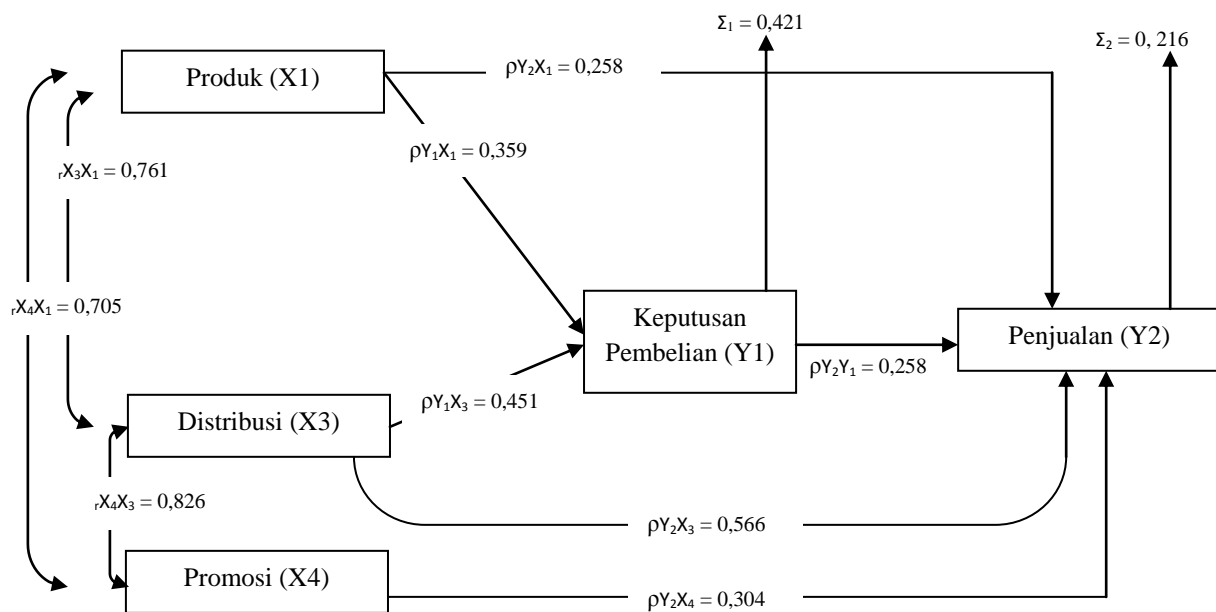 Σ₁ = 0,421
Σ₂ = 0, 216
Produk (X1)
ρY₂X₁ = 0,258
ρY₁X₁ = 0,359
rX₃X₁ = 0,761
rX₄X₁ = 0,705
Keputusan
Pembelian (Y1)
Penjualan (Y2)
ρY₂Y₁ = 0,258
ρY₁X₃ = 0,451
Distribusi (X3)
rX₄X₃ = 0,826
ρY₂X₃ = 0,566
Promosi (X4)
ρY₂X₄ = 0,304